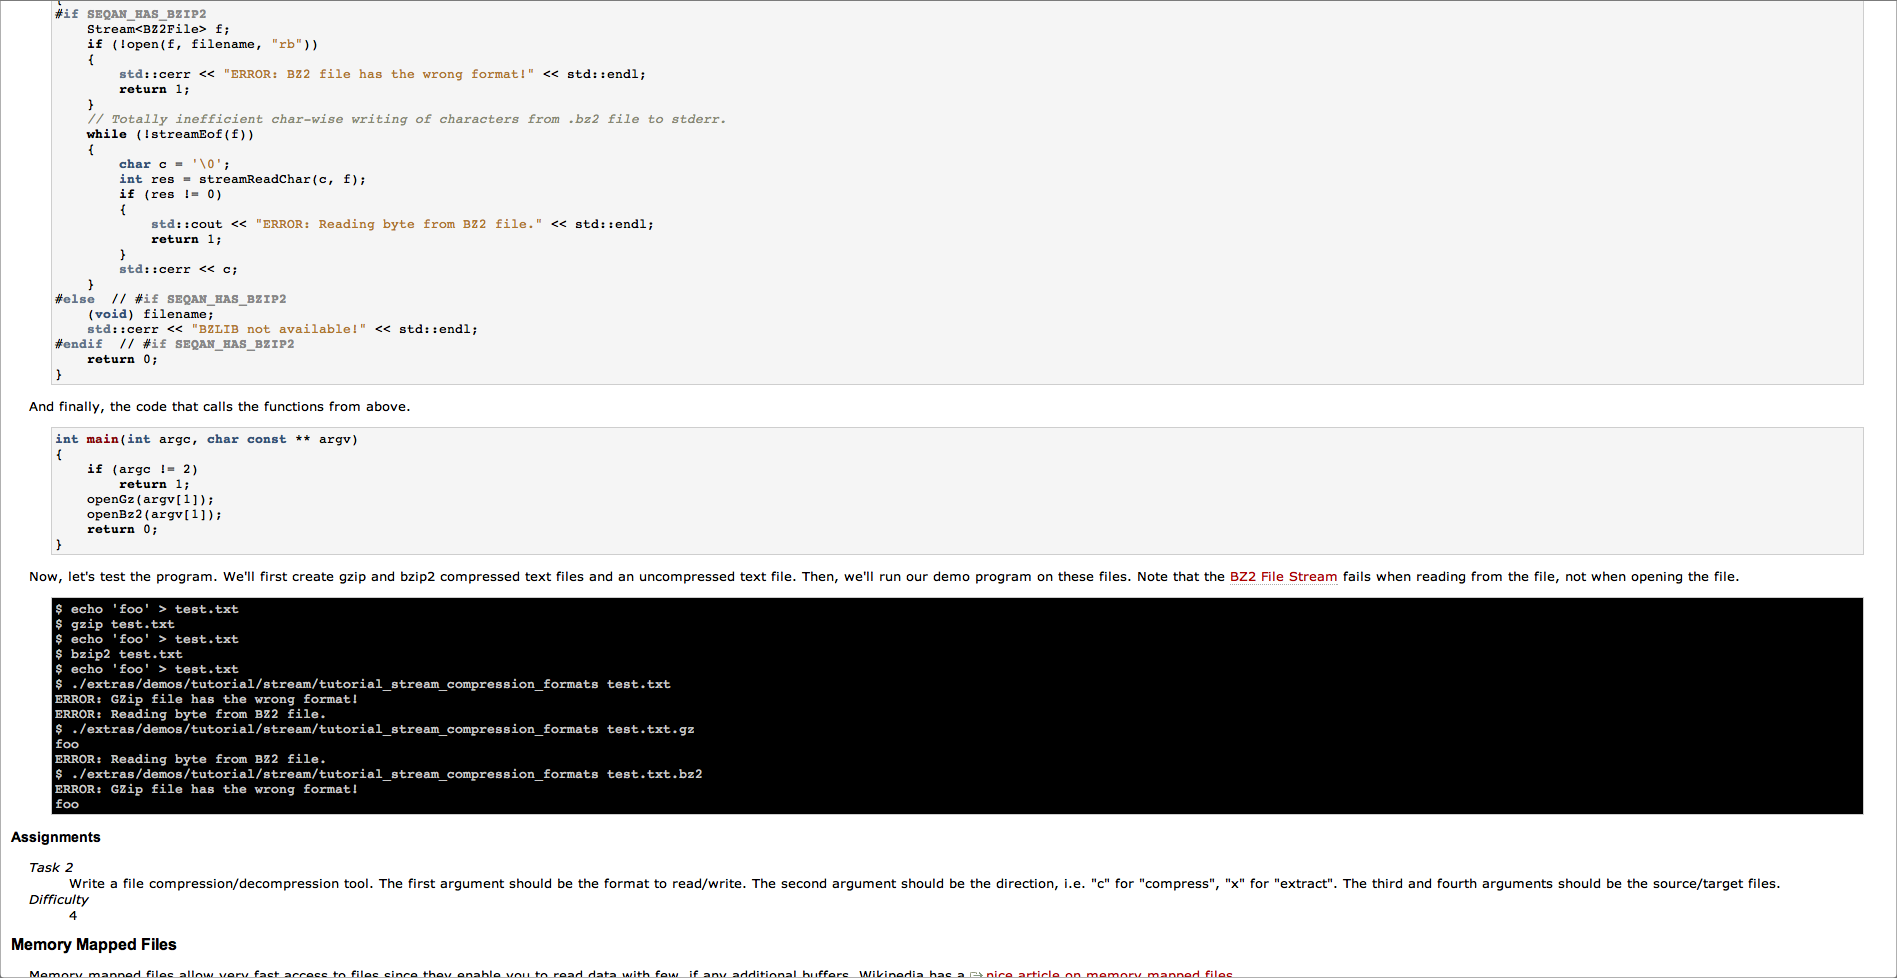 {
#if SEQAN_HAS_BZIP2
    Stream<BZ2File> f;
    if (!open(f, filename, "rb"))
    {
        std::cerr << "ERROR: BZ2 file has the wrong format!" << std::endl;
        return 1;
    }
    // Totally inefficient char-wise writing of characters from .bz2 file to stderr.
    while (!streamEof(f))
    {
        char c = '\0';
        int res = streamReadChar(c, f);
        if (res != 0)
        {
            std::cout << "ERROR: Reading byte from BZ2 file." << std::endl;
            return 1;
        }
        std::cerr << c;
    }
#else  // #if SEQAN_HAS_BZIP2
    (void) filename;
    std::cerr << "BZLIB not available!" << std::endl;
#endif  // #if SEQAN_HAS_BZIP2
    return 0;
}
And finally, the code that calls the functions from above.
int main(int argc, char const ** argv)
{
    if (argc != 2)
        return 1;
    openGz(argv[1]);
    openBz2(argv[1]);
    return 0;
}
Now, let's test the program. We'll first create gzip and bzip2 compressed text files and an uncompressed text file. Then, we'll run our demo program on these files. Note that the BZ2 File Stream fails when reading from the file, not when opening the file.
$ echo 'foo' > test.txt
$ gzip test.txt
$ echo 'foo' > test.txt
$ bzip2 test.txt
$ echo 'foo' > test.txt
$ ./extras/demos/tutorial/stream/tutorial_stream_compression_formats test.txt
ERROR: GZip file has the wrong format!
ERROR: Reading byte from BZ2 file.
$ ./extras/demos/tutorial/stream/tutorial_stream_compression_formats test.txt.gz
foo
ERROR: Reading byte from BZ2 file.
$ ./extras/demos/tutorial/stream/tutorial_stream_compression_formats test.txt.bz2
ERROR: GZip file has the wrong format!
foo
Assignments
Task 2
Write a file compression/decompression tool. The first argument should be the format to read/write. The second argument should be the direction, i.e. "c" for "compress", "x" for "extract". The third and fourth arguments should be the source/target files.
Difficulty
4
Memory Mapped Files
Memory mapped files allow very fast access to files since they enable you to read data with few, if any additional buffers. Wikipedia has a nice article on memory mapped files.